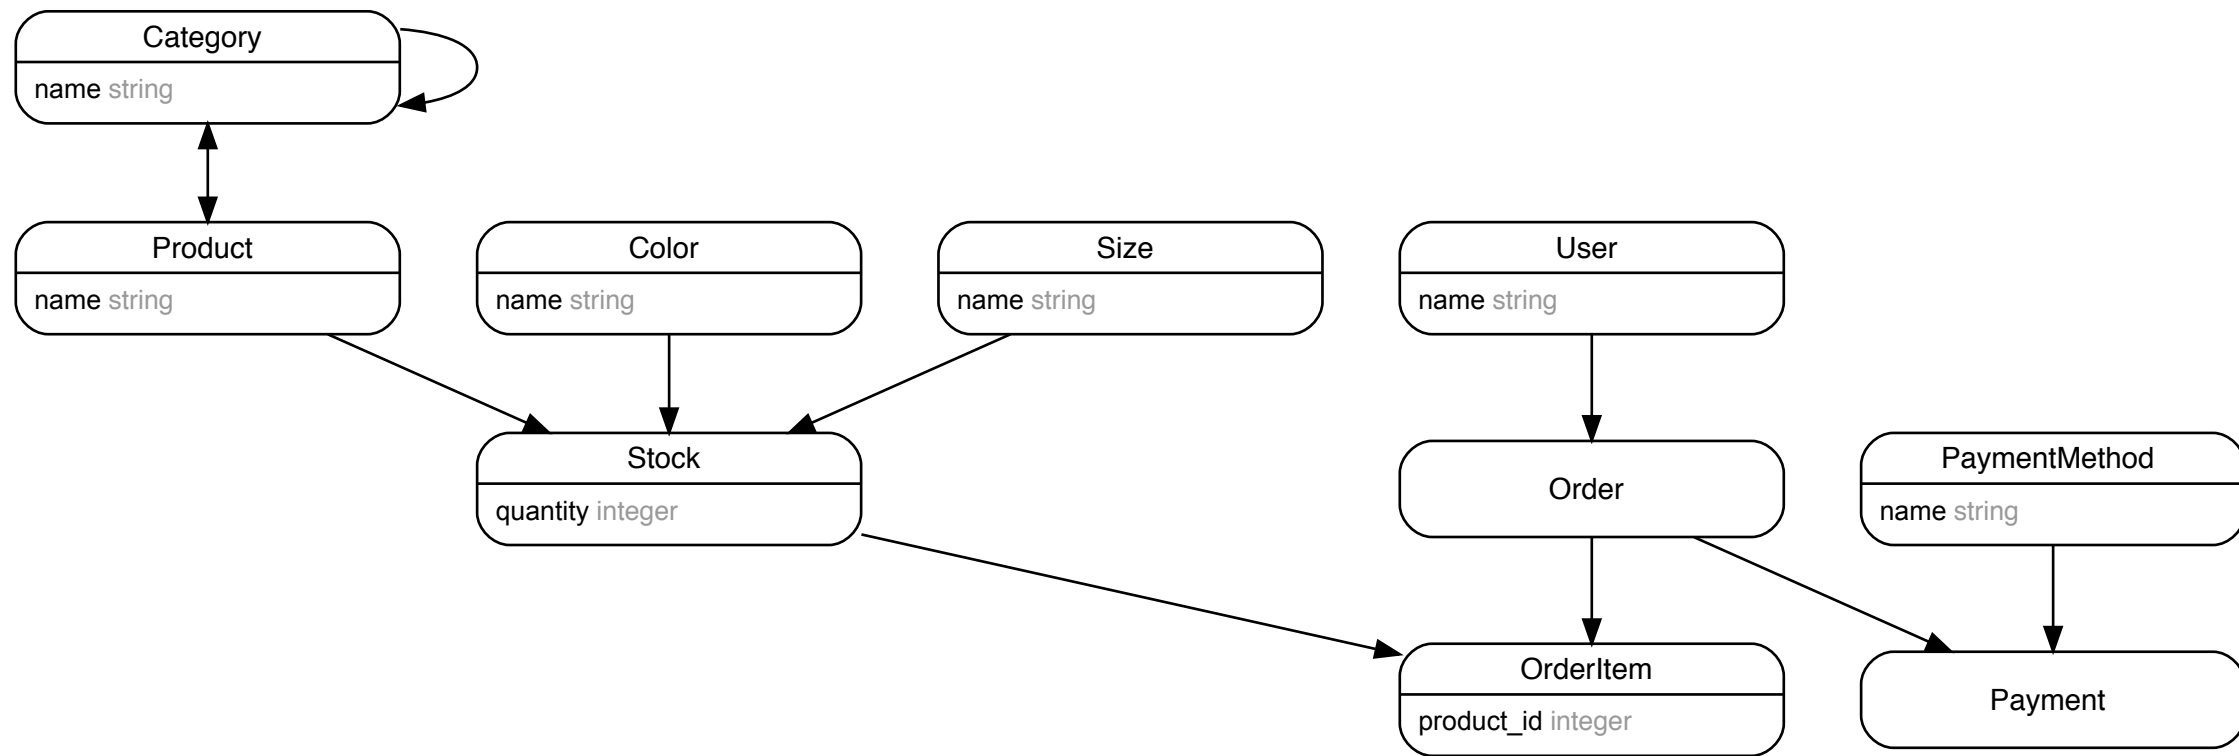 Category
name string
Product
name string
Color
name string
Size
name string
User
name string
Stock
quantity integer
Order
PaymentMethod
name string
OrderItem
product_id integer
Payment